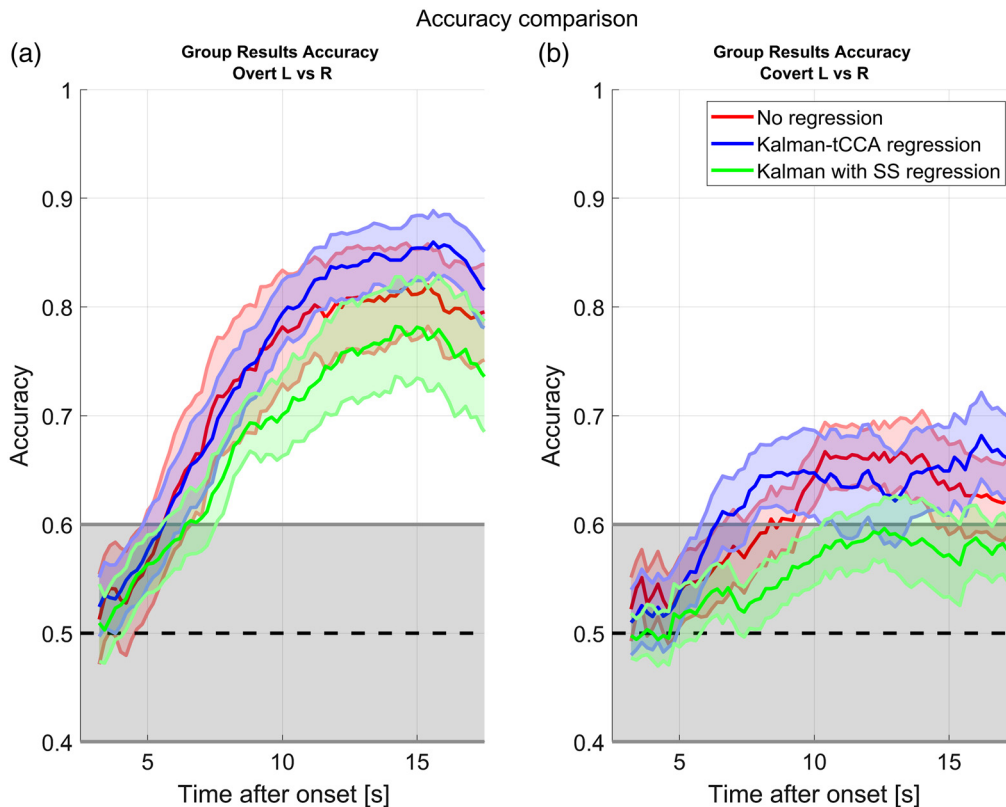 Accuracy comparison
(a)
Group Results Accuracy
Overt L vs R
1
0.9
0.8
0.7
0.6
0.5
0.4
Accuracy
5
10
15
Time after onset [s]
(b)
Group Results Accuracy
Covert L vs R
No regression
Kalman-tCCA regression
Kalman with SS regression
1
0.9
0.8
0.7
0.6
0.5
0.4
Accuracy
5
10
15
Time after onset [s]